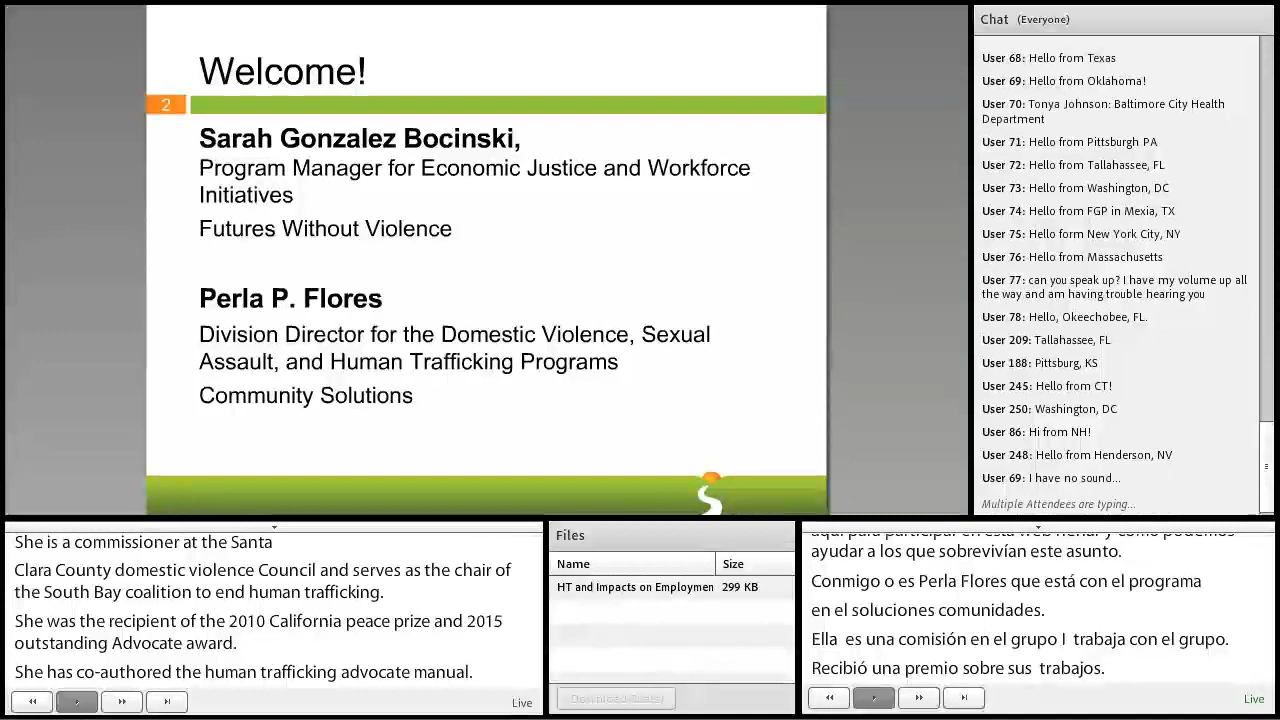 Welcome!
2
Sarah Gonzalez Bocinski,
Program Manager for Economic Justice and Workforce
Initiatives
Futures Without Violence
Perla P. Flores
Division Director for the Domestic Violence, Sexual
Assault, and Human Trafficking Programs
Community Solutions
Chat (Everyone)
User 68: Hello from Texas
User 69: Hello from Oklahoma!
User 70: Tonya Johnson: Baltimore City Health
Department
User 71: Hello from Pittsburgh PA
User 72: Hello from Tallahassee, FL
User 73: Hello from Washington, DC
User 74: Hello from FGP in Mexia, TX
User 75: Hello form New York City, NY
User 76: Hello from Massachusetts
User 77: can you speak up? I have my volume up all
the way and am having trouble hearing you
User 78: Hello, Okeechobee, FL.
User 209: Tallahassee, FL
User 188: Pittsburg, KS
User 245: Hello from CT!
User 250: Washington, DC
User 86: Hi from NH!
User 248: Hello from Henderson, NV
User 69: I have no sound...
Multiple Attendees are typing...
She is a commissioner at the Santa
Clara County domestic violence Council and serves as the chair of
the South Bay coalition to end human trafficking.
She was the recipient of the 2010 California peace prize and 2015
outstanding Advocate award.
She has co-authored the human trafficking advocate manual.
Live
Files
Name Size
HT and Impacts on Employmen 299 KB
aquí para participar en esta web
ayudar a los que sobrevivían este asunto.
Conmigo o es Perla Flores que está con el programa
en el soluciones comunidades.
Ella es una comisión en el grupo I trabaja con el grupo.
Recibió una premio sobre sus trabajos.
Live